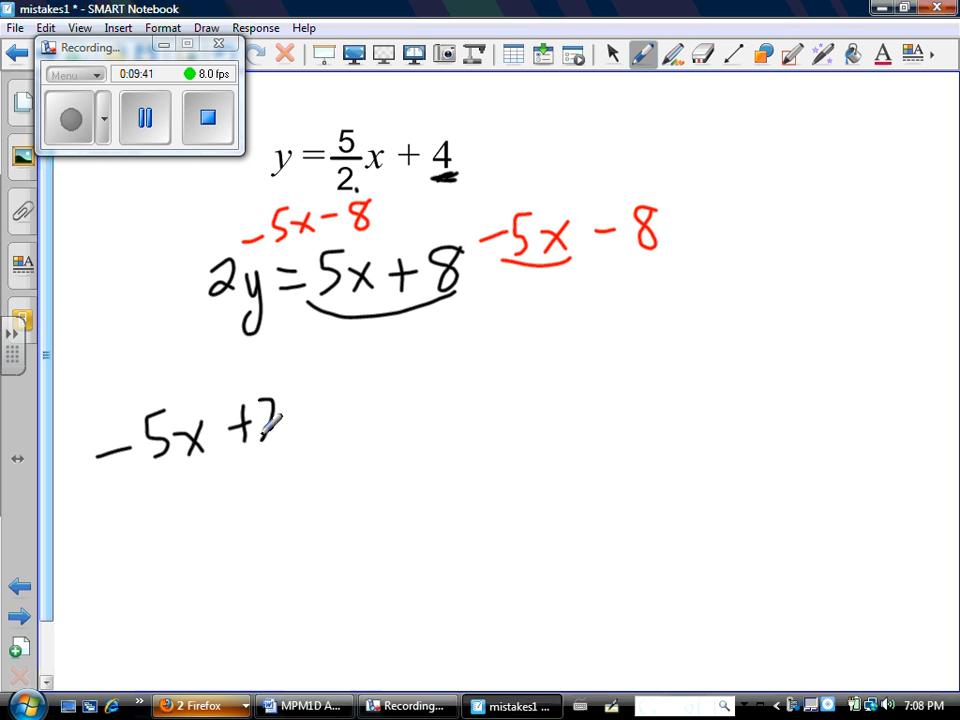 mistakes1 * - SMART Notebook
File Edit View Insert Format Draw Response Help
Recording...
Menu 0:09:41 8.0 fps
y = 5/2 x + 4
-5x - 8
2y = 5x + 8 -5x - 8
-5x +2
2 Firefox MPM1D A... Recording... mistakes1 ... 7:08 PM